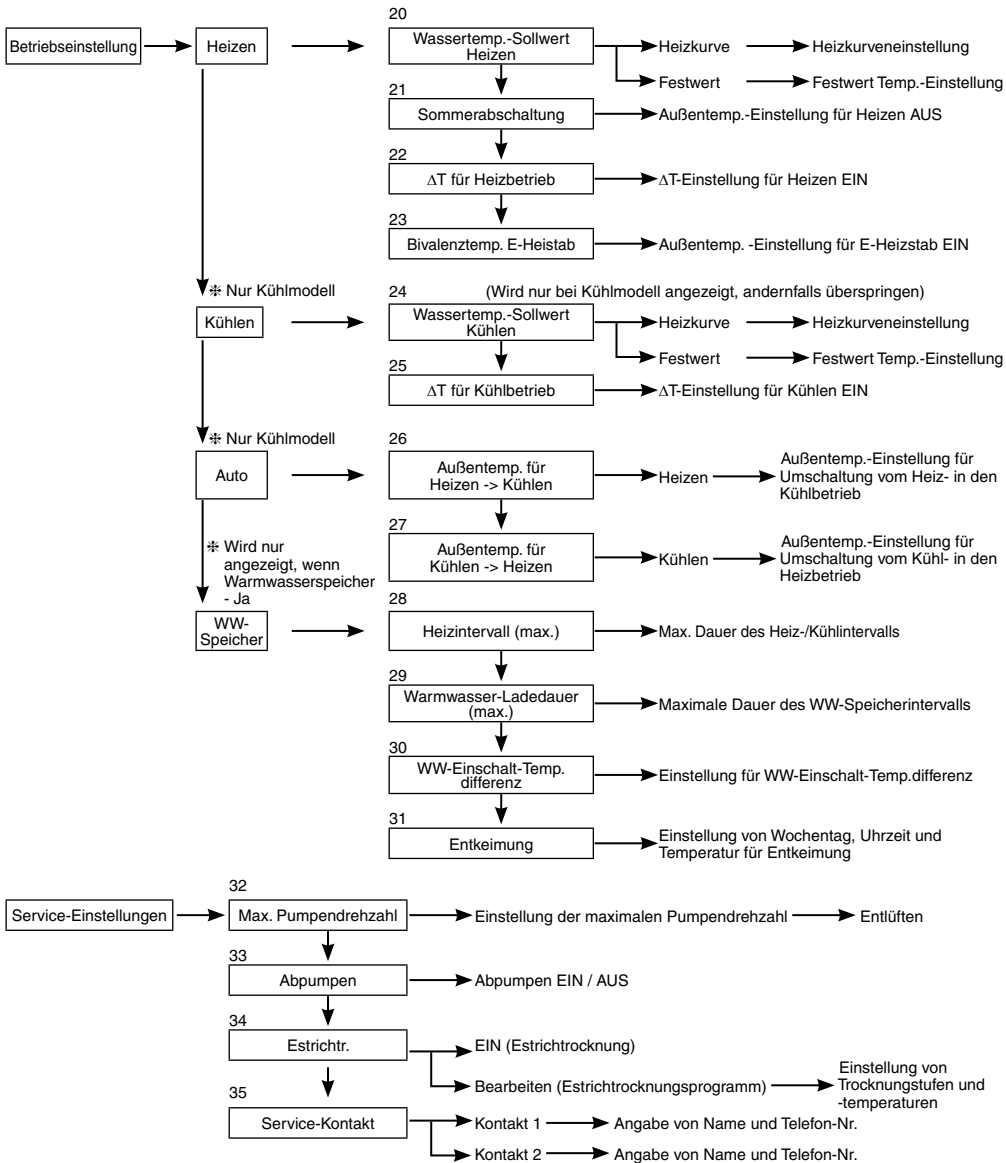 20
Betriebseinstellung
Heizen
Wassertemp.-Sollwert
Heizen
Heizkurve
Heizkurveneinstellung
Festwert
Festwert Temp.-Einstellung
21
Sommerabschaltung
Außentemp.-Einstellung für Heizen AUS
22
ΔT für Heizbetrieb
ΔT-Einstellung für Heizen EIN
23
Bivalenztemp. E-Heistab
Außentemp. -Einstellung für E-Heizstab EIN
❉ Nur Kühlmodell
24
(Wird nur bei Kühlmodell angezeigt, andernfalls überspringen)
Kühlen
Wassertemp.-Sollwert
Kühlen
Heizkurve
Heizkurveneinstellung
Festwert
Festwert Temp.-Einstellung
25
ΔT für Kühlbetrieb
ΔT-Einstellung für Kühlen EIN
❉ Nur Kühlmodell
26
Auto
Außentemp. für
Heizen -> Kühlen
Heizen
Außentemp.-Einstellung für
Umschaltung vom Heiz- in den
Kühlbetrieb
27
Außentemp. für
Kühlen -> Heizen
Kühlen
Außentemp.-Einstellung für
Umschaltung vom Kühl- in den
Heizbetrieb
❉ Wird nur
angezeigt, wenn
Warmwasserspeicher
- Ja
28
WW-
Speicher
Heizintervall (max.)
Max. Dauer des Heiz-/Kühlintervalls
29
Warmwasser-Ladedauer
(max.)
Maximale Dauer des WW-Speicherintervalls
30
WW-Einschalt-Temp.
differenz
Einstellung für WW-Einschalt-Temp.differenz
31
Entkeimung
Einstellung von Wochentag, Uhrzeit und
Temperatur für Entkeimung
32
Service-Einstellungen
Max. Pumpendrehzahl
Einstellung der maximalen Pumpendrehzahl
Entlüften
33
Abpumpen
Abpumpen EIN / AUS
34
Estrichtr.
EIN (Estrichtrocknung)
Bearbeiten (Estrichtrocknungsprogramm)
Einstellung von
Trocknungstufen und
-temperaturen
35
Service-Kontakt
Kontakt 1
Angabe von Name und Telefon-Nr.
Kontakt 2
Angabe von Name und Telefon-Nr.